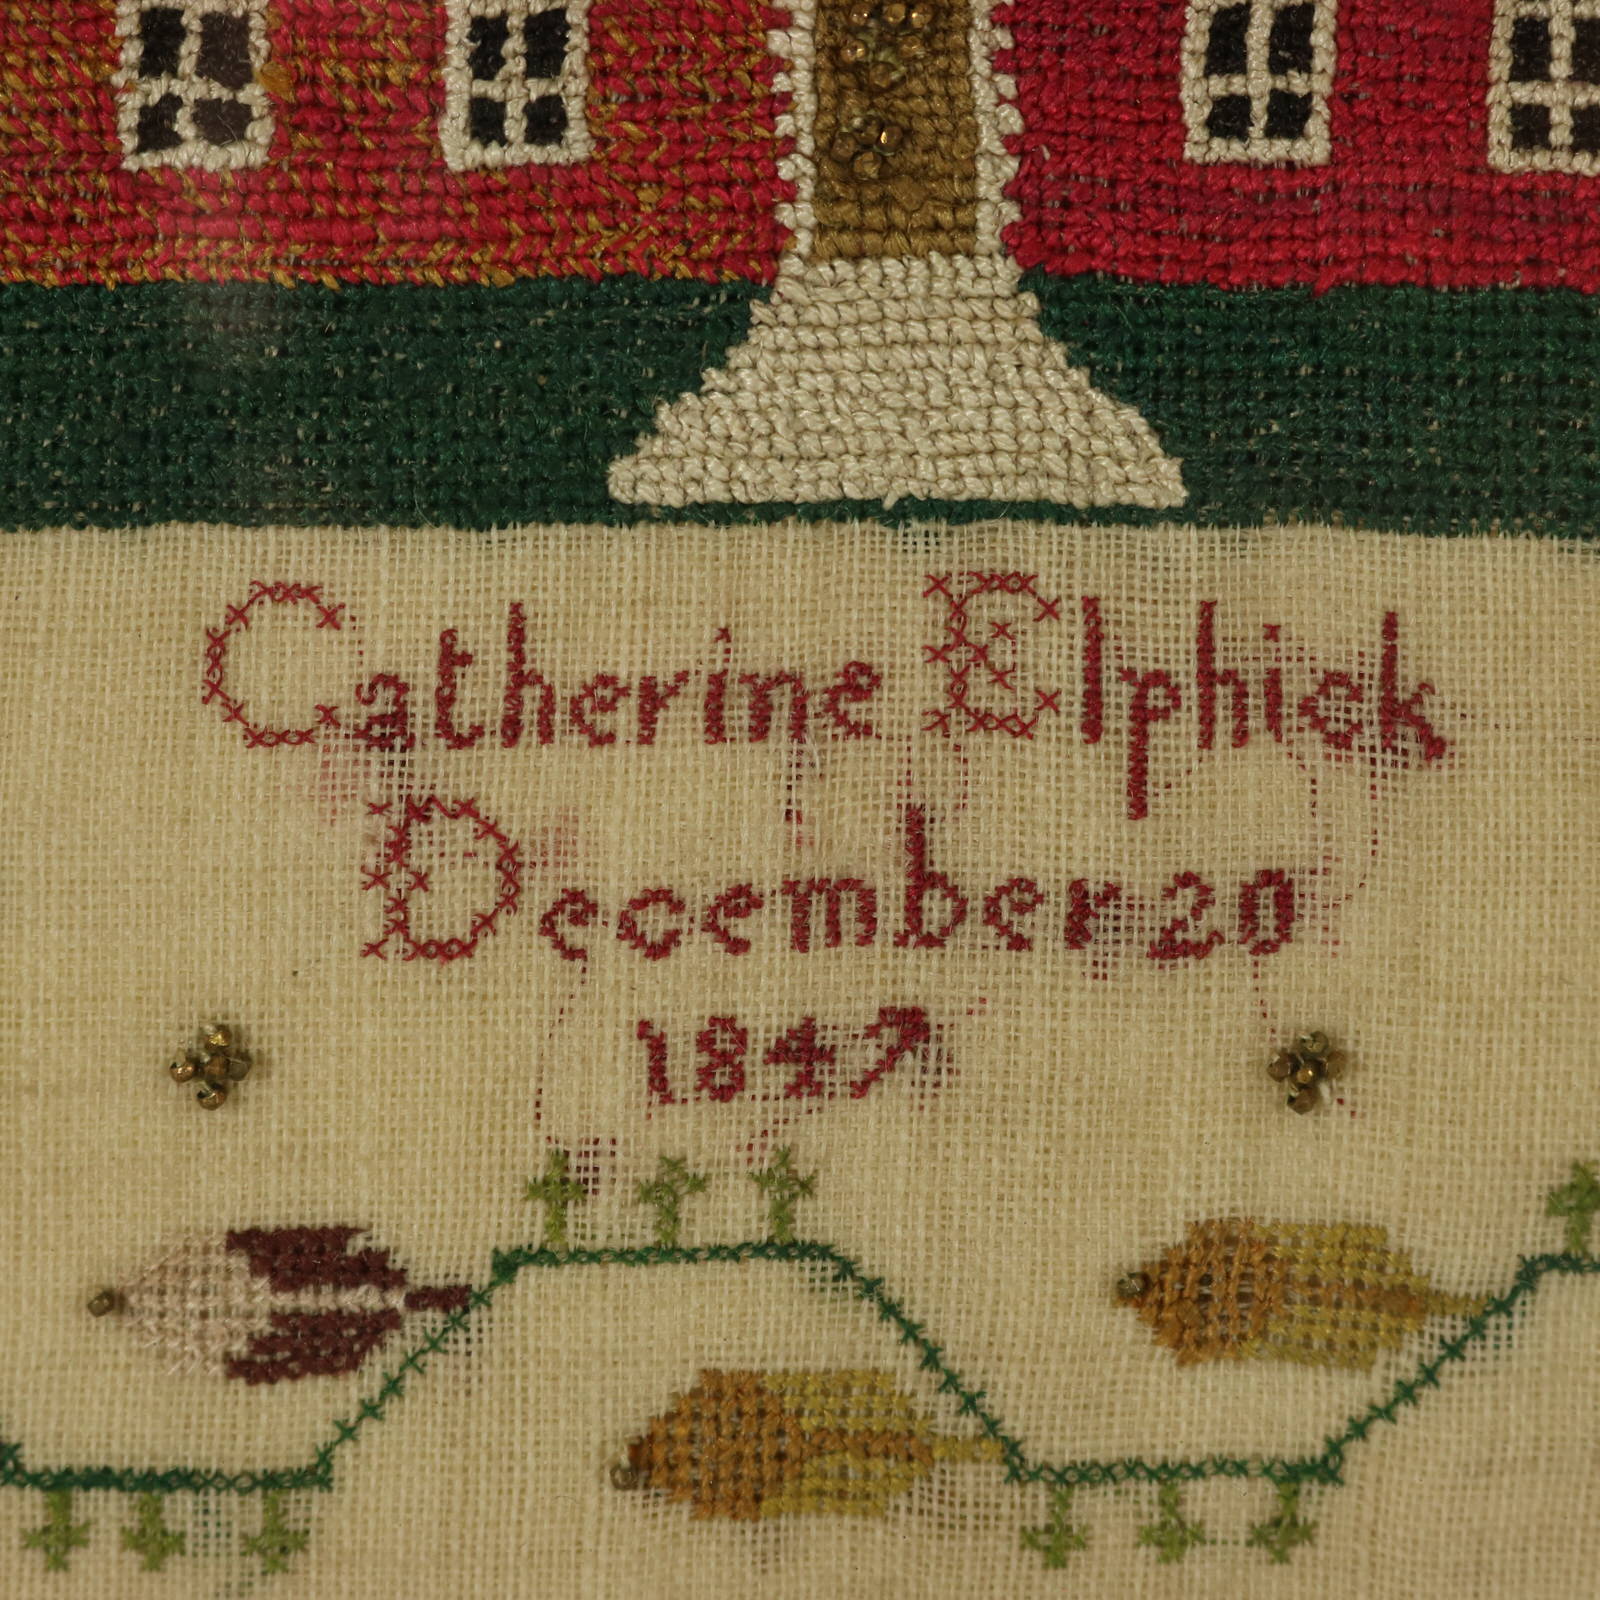 Catherine Elphick
December 20
1847